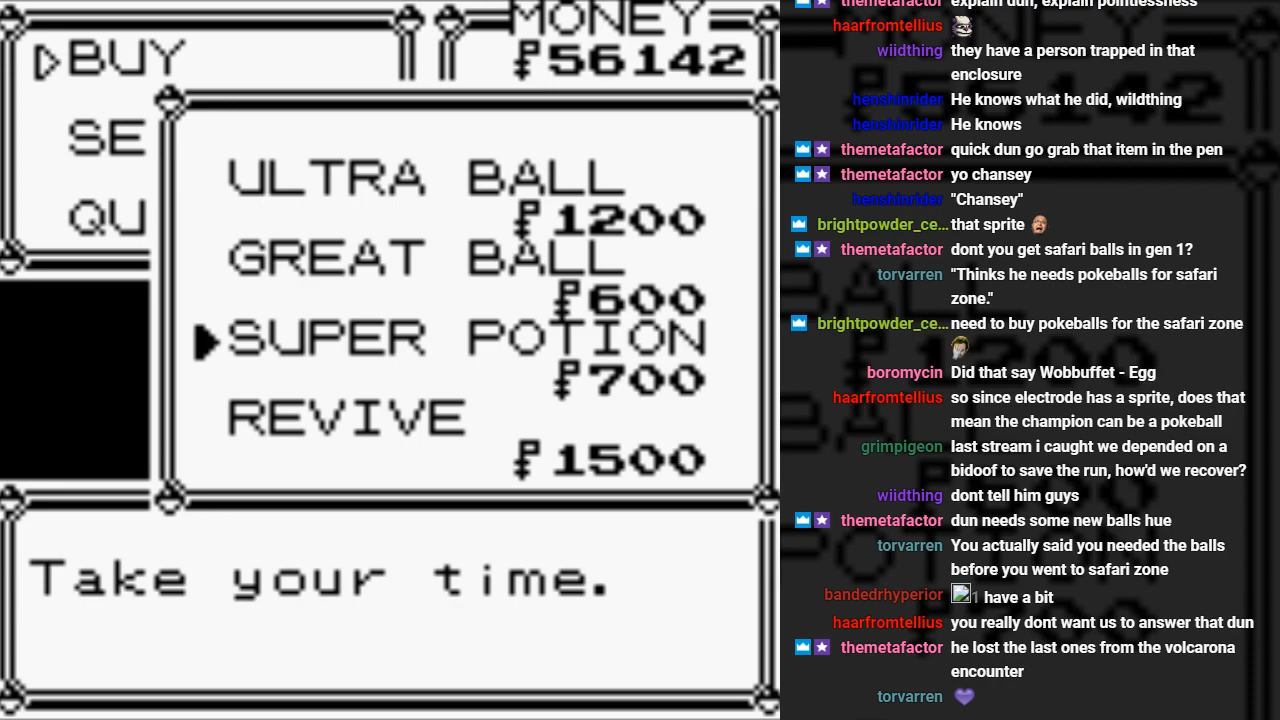 MONEY
BUY
₽56142
SE
QU
ULTRA BALL
₽1200
GREAT BALL
₽600
SUPER POTION
₽700
REVIVE
₽1500
Take your time.
themetafactor explain dun, explain pointlessness
haarfromtellius
wiidthing they have a person trapped in that
enclosure
henshinrider He knows what he did, wildthing
henshinrider He knows
themetafactor quick dun go grab that item in the pen
themetafactor yo chansey
henshinrider "Chansey"
brightpowder_ce... that sprite
themetafactor dont you get safari balls in gen 1?
torvarren "Thinks he needs pokeballs for safari
zone."
brightpowder_ce... need to buy pokeballs for the safari zone
boromycin Did that say Wobbuffet - Egg
haarfromtellius so since electrode has a sprite, does that
mean the champion can be a pokeball
grimpigeon last stream i caught we depended on a
bidoof to save the run, how'd we recover?
wiidthing dont tell him guys
themetafactor dun needs some new balls hue
torvarren You actually said you needed the balls
before you went to safari zone
bandedrhyperior 1 have a bit
haarfromtellius you really dont want us to answer that dun
themetafactor he lost the last ones from the volcarona
encounter
torvarren